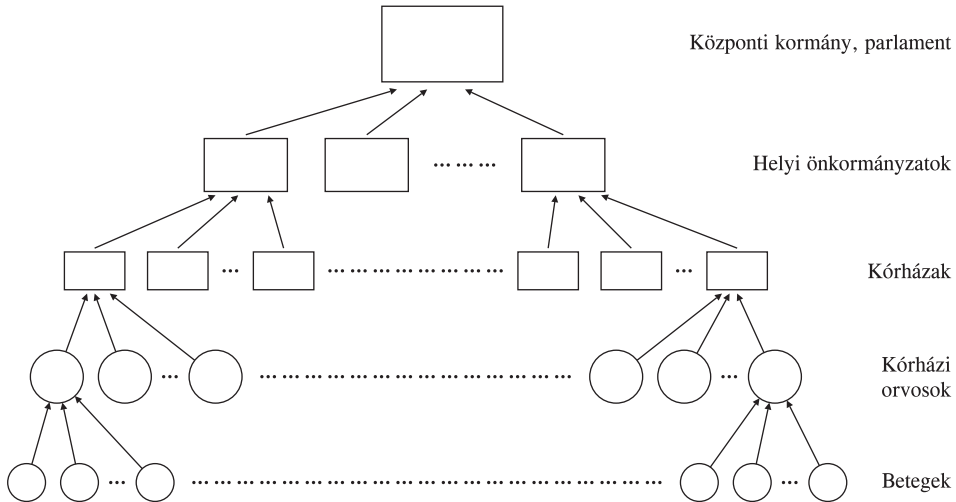 Központi kormány, parlament
Helyi önkormányzatok
Kórházak
Kórházi
orvosok
Betegek